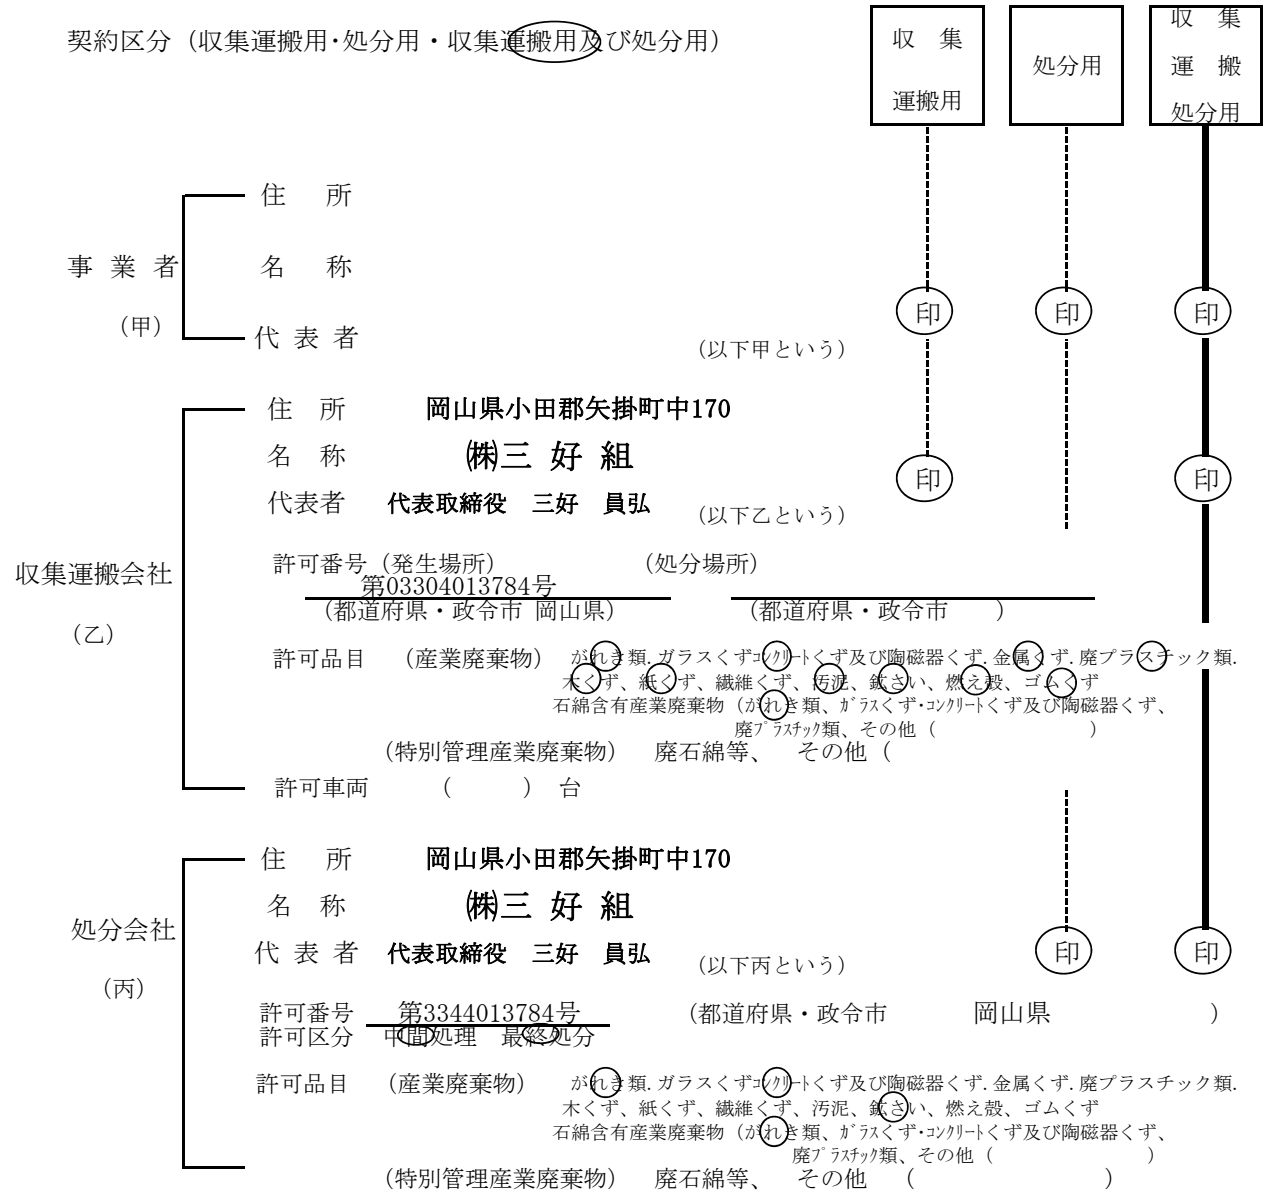 契約区分（収集運搬用・処分用・収集運搬用及び処分用）
収　集
運搬用
処分用
収　集
運　搬
処分用
住　所
事 業 者
名　称
（甲）
印
印
印
代 表 者
（以下甲という）
住　所　岡山県小田郡矢掛町中170
名　称　㈱三 好 組
印
印
代表者　代表取締役　三好　員弘　（以下乙という）
許可番号（発生場所）　（処分場所）
収集運搬会社
第03304013784号
（都道府県・政令市 岡山県）　（都道府県・政令市　　）
（乙）
許可品目　（産業廃棄物）　がれき類.ガラスくずｺﾝｸﾘｰﾄくず及び陶磁器くず.金属くず.廃プラスチック類.
木くず、紙くず、繊維くず、汚泥、鉱さい、燃え殻、ゴムくず
石綿含有産業廃棄物（がれき類、ｶﾞﾗｽくず･ｺﾝｸﾘｰﾄくず及び陶磁器くず、
廃ﾌﾟﾗｽﾁｯｸ類、その他（　　　　）
（特別管理産業廃棄物）　廃石綿等、　その他（
許可車両　（　　）　台
住　所　岡山県小田郡矢掛町中170
名　称　㈱三 好 組
処分会社
代 表 者　代表取締役　三好　員弘　（以下丙という）
印
印
（丙）
許可番号　第3344013784号　（都道府県・政令市　岡山県　　）
許可区分　中間処理　最終処分
許可品目　（産業廃棄物）　がれき類.ガラスくずｺﾝｸﾘｰﾄくず及び陶磁器くず.金属くず.廃プラスチック類.
木くず、紙くず、繊維くず、汚泥、鉱さい、燃え殻、ゴムくず
石綿含有産業廃棄物（がれき類、ｶﾞﾗｽくず･ｺﾝｸﾘｰﾄくず及び陶磁器くず、
廃ﾌﾟﾗｽﾁｯｸ類、その他（　　　　）
（特別管理産業廃棄物）　廃石綿等、　その他　（　　　　）